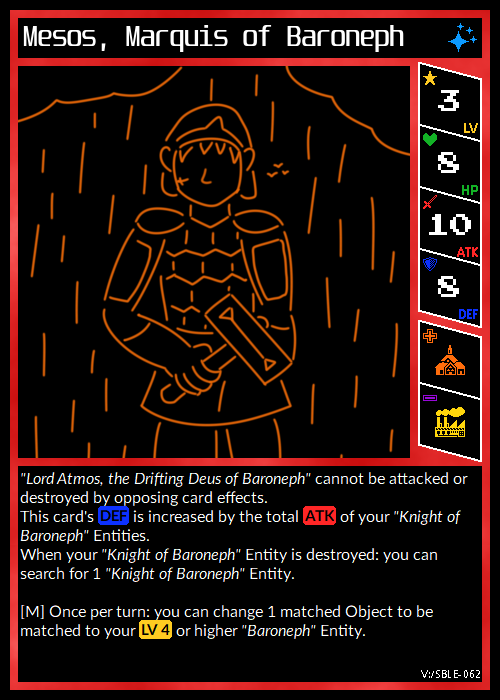 Mesos, Marquis of Baroneph
3
LV
8
HP
10
ATK
8
DEF
"Lord Atmos, the Drifting Deus of Baroneph" cannot be attacked or
destroyed by opposing card effects.
This card's DEF is increased by the total ATK of your "Knight of
Baroneph" Entities.
When your "Knight of Baroneph" Entity is destroyed: you can
search for 1 "Knight of Baroneph" Entity.
[M] Once per turn: you can change 1 matched Object to be
matched to your LV 4 or higher "Baroneph" Entity.
V:/SBLE-062